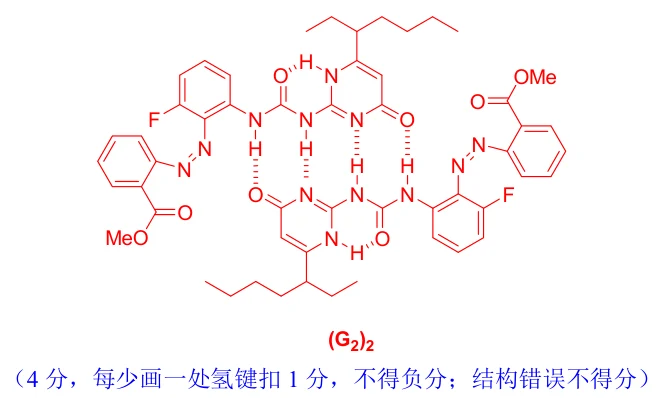 H
O N OMe
O
F N N N O
N H H N
N H H N
O N N N F
O
MeO N O
H
(G₂)₂
（4 分，每少画一处氢键扣 1 分，不得负分；结构错误不得分）